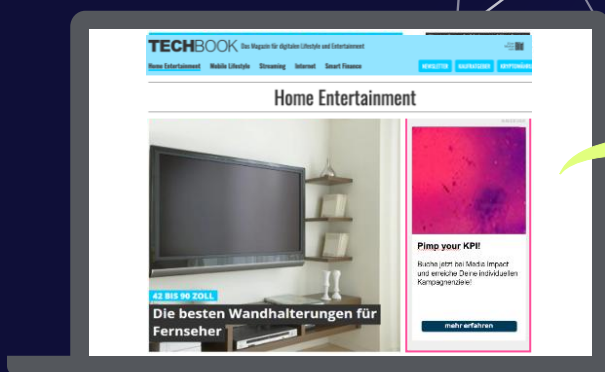 TECHBOOK Das Magazin für digitalen Lifestyle und Entertainment
Home Entertainment Mobile Lifestyle Streaming Internet Smart Finance
NEWSLETTER KAUFRATGEBER
Home Entertainment
42 BIS 90 ZOLL
Die besten Wandhalterungen für
Fernseher
Pimp your KPI!
Buche jetzt bei Media Impact
und erreiche Deine individuellen
Kampagnenziele!
mehr erfahren